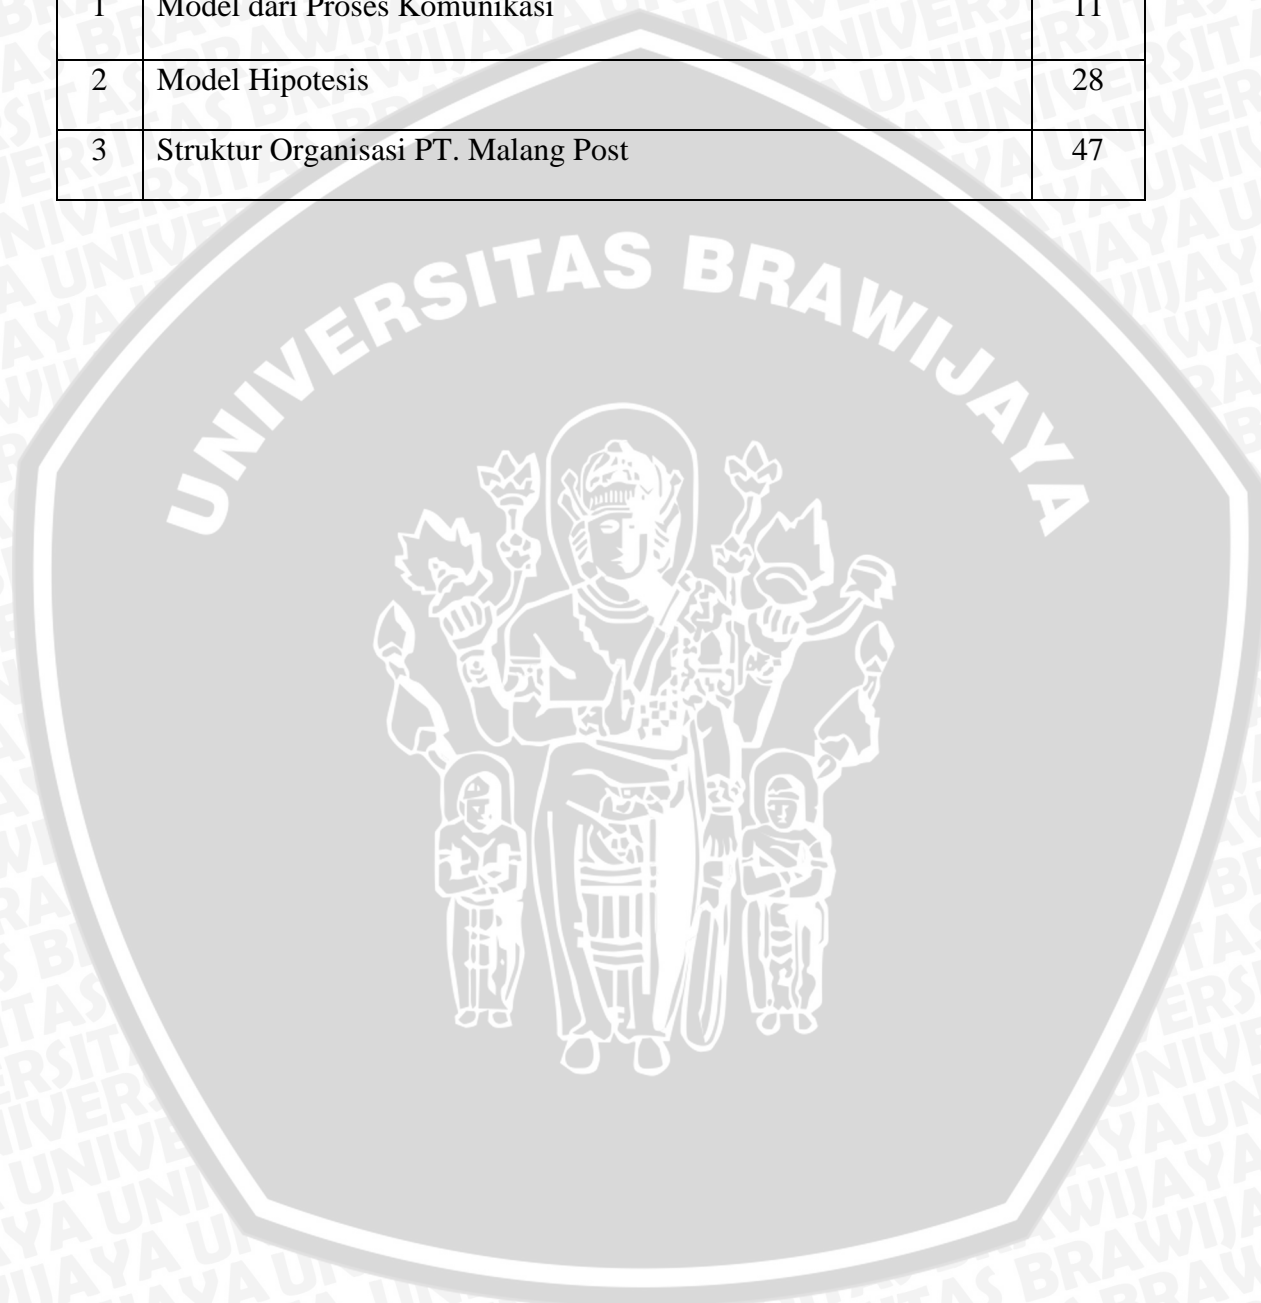 1 Model dari Proses Komunikasi 11
2 Model Hipotesis 28
3 Struktur Organisasi PT. Malang Post 47
UNIVERSITAS BRAWIJAYA